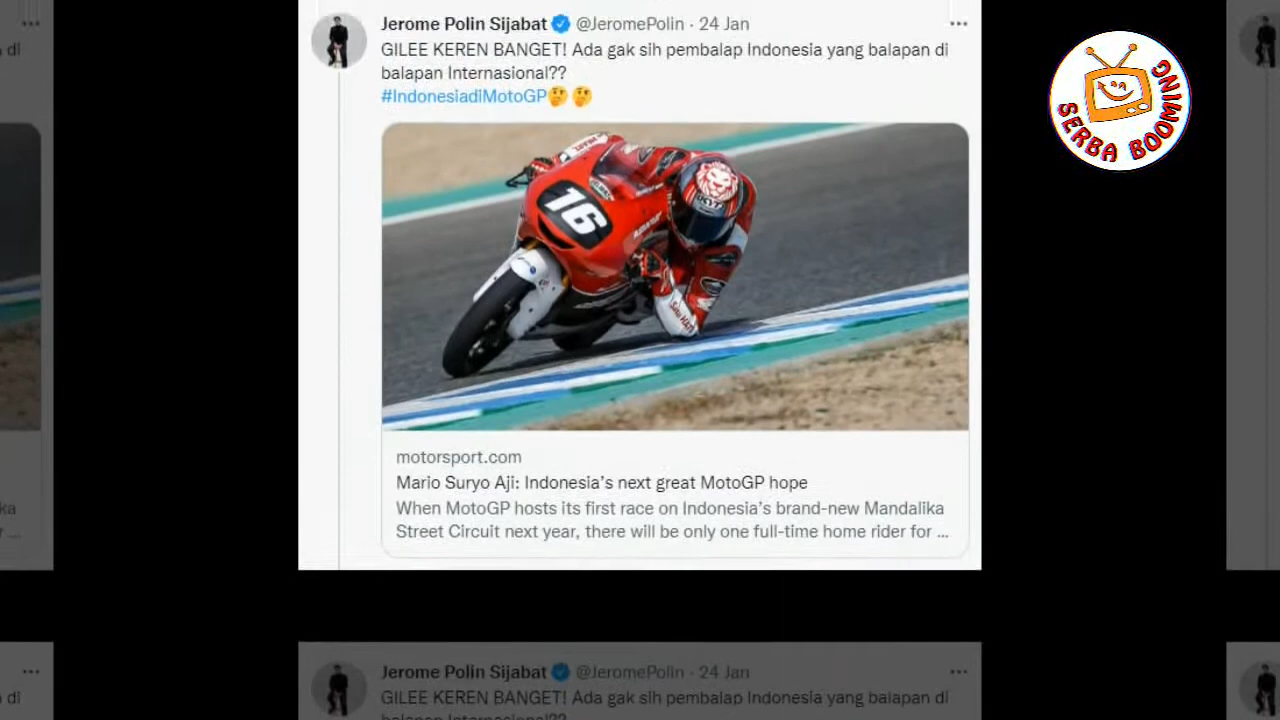 Jerome Polin Sijabat @JeromePolin · 24 Jan
GILEE KEREN BANGET! Ada gak sih pembalap Indonesia yang balapan di
balapan Internasional??
#IndonesiadiMotoGP🤔🤔
16
motorsport.com
Mario Suryo Aji: Indonesia's next great MotoGP hope
When MotoGP hosts its first race on Indonesia's brand-new Mandalika
Street Circuit next year, there will be only one full-time home rider for ...
SERBA BOOMING
di
ka
...
Jerome Polin Sijabat @JeromePolin · 24 Jan
GILEE KEREN BANGET! Ada gak sih pembalap Indonesia yang balapan di
di